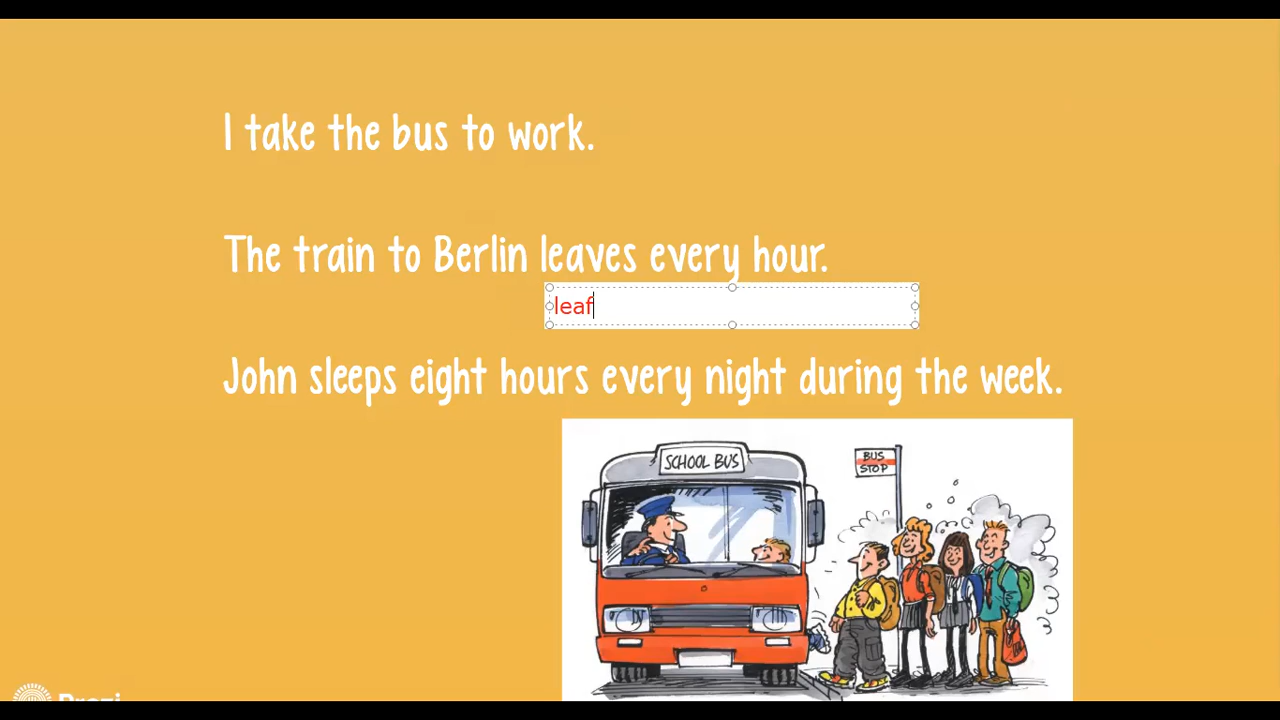 I take the bus to work.
The train to Berlin leaves every hour.
leaf
John sleeps eight hours every night during the week.
SCHOOL BUS
BUS
STOP
Prezi